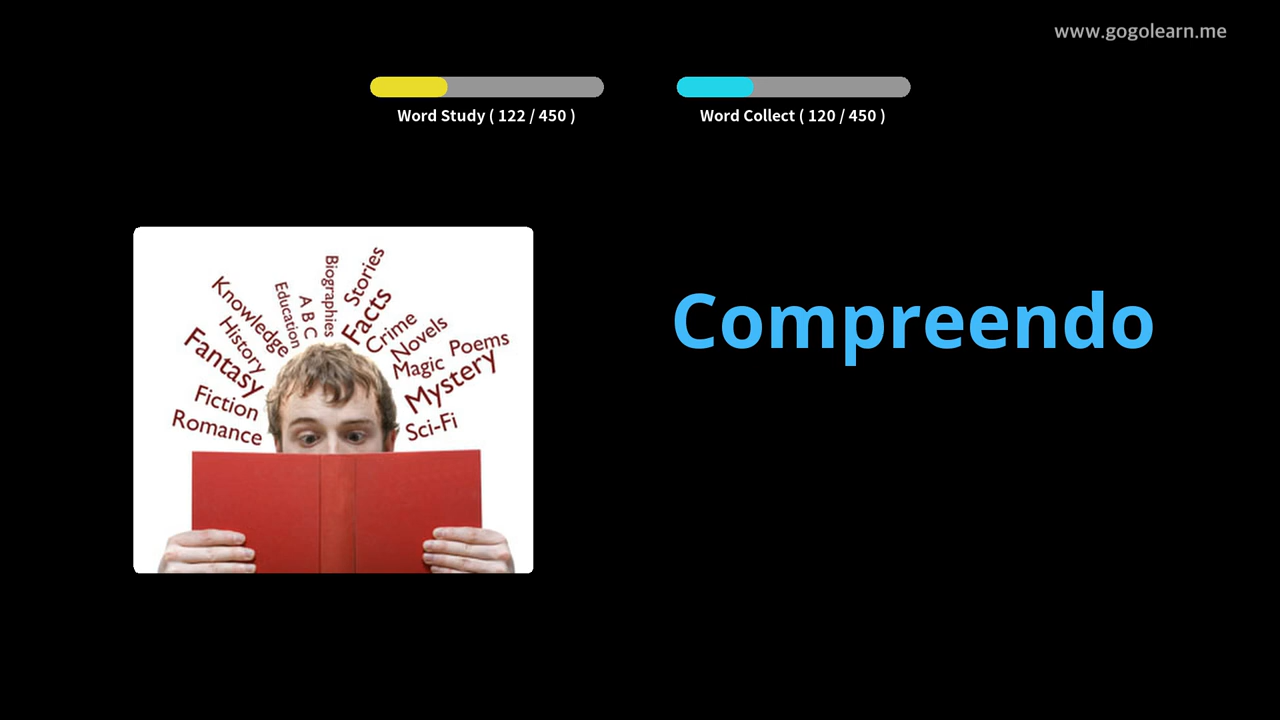 www.gogolearn.me
Word Study ( 122 / 450 )
Word Collect ( 120 / 450 )
Compreendo
Romance
Fiction
Fantasy
History
Knowledge
Education
A B C
Biographies
Stories
Facts
Crime
Novels
Magic
Poems
Mystery
Sci-Fi